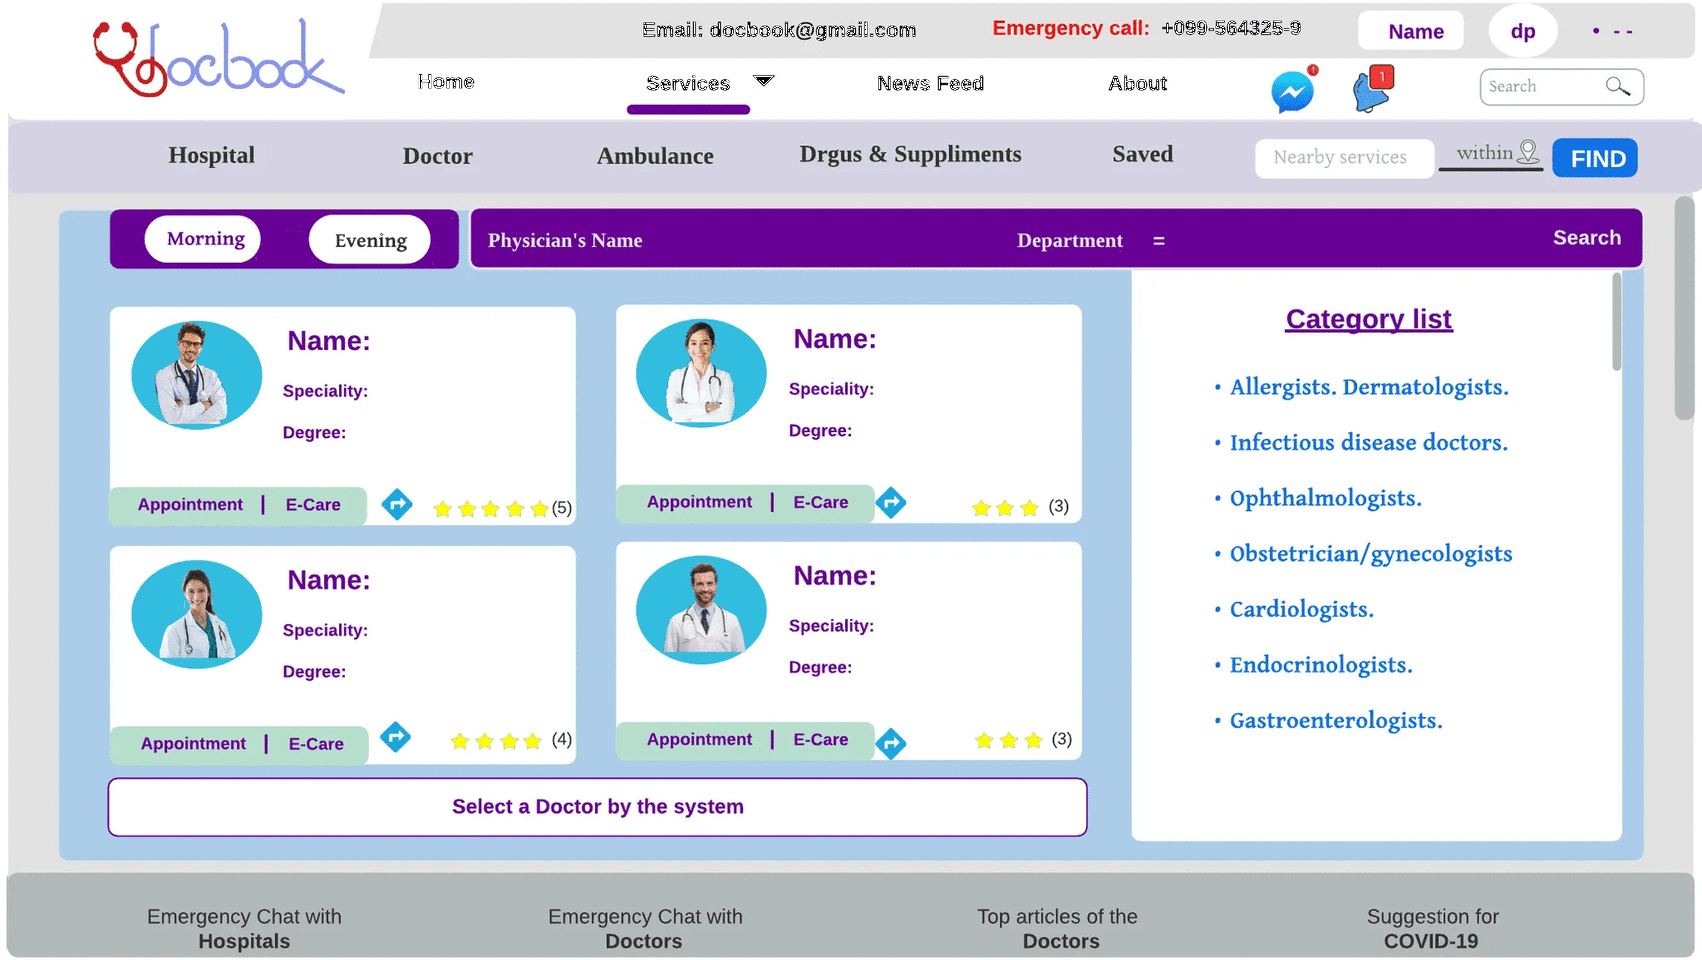 docbook
Email: docbook@gmail.com
Emergency call: +099-564325-9
Name
dp
Home
Services
News Feed
About
1
Search
Hospital
Doctor
Ambulance
Drgus & Suppliments
Saved
Nearby services
within
FIND
Morning
Evening
Physician's Name
Department =
Search
Name:
Speciality:
Degree:
Appointment | E-Care
(5)
Name:
Speciality:
Degree:
Appointment | E-Care
(3)
Name:
Speciality:
Degree:
Appointment | E-Care
(4)
Name:
Speciality:
Degree:
Appointment | E-Care
(3)
Select a Doctor by the system
Category list
• Allergists. Dermatologists.
• Infectious disease doctors.
• Ophthalmologists.
• Obstetrician/gynecologists
• Cardiologists.
• Endocrinologists.
• Gastroenterologists.
Emergency Chat with
Hospitals
Emergency Chat with
Doctors
Top articles of the
Doctors
Suggestion for
COVID-19